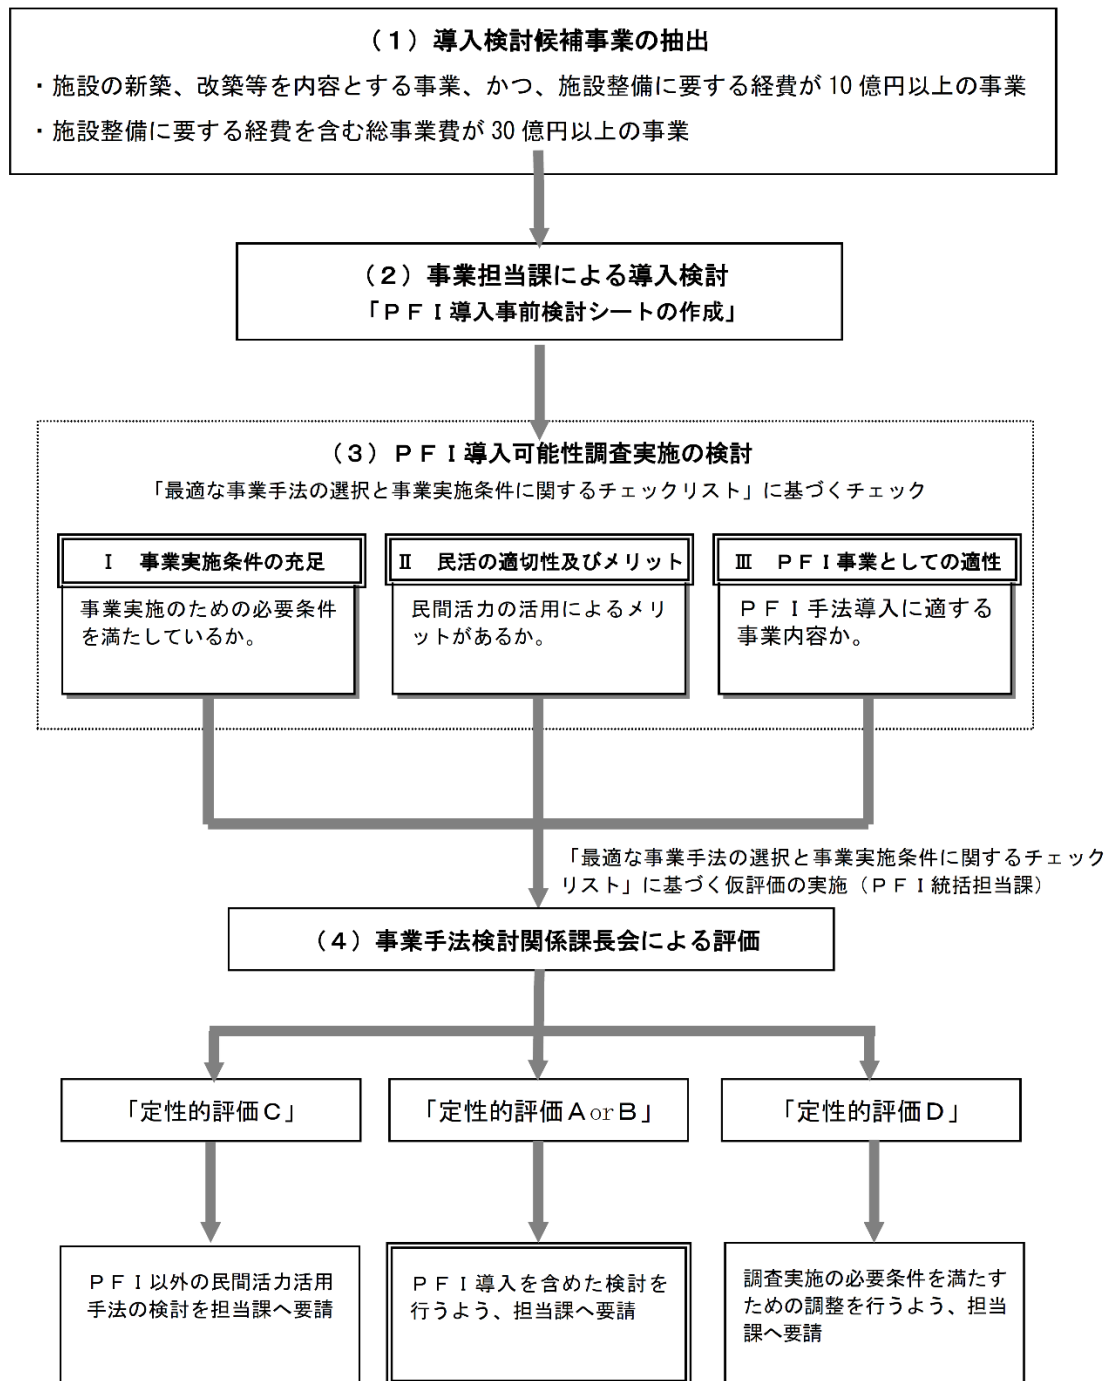 （１）導入検討候補事業の抽出
・施設の新築、改築等を内容とする事業、かつ、施設整備に要する経費が 10 億円以上の事業
・施設整備に要する経費を含む総事業費が 30 億円以上の事業
（２）事業担当課による導入検討
「ＰＦＩ導入事前検討シートの作成」
（３）ＰＦＩ導入可能性調査実施の検討
「最適な事業手法の選択と事業実施条件に関するチェックリスト」に基づくチェック
Ⅰ　事業実施条件の充足
事業実施のための必要条件
を満たしているか。
Ⅱ　民活の適切性及びメリット
民間活力の活用によるメリ
ットがあるか。
Ⅲ　ＰＦＩ事業としての適性
ＰＦＩ手法導入に適する
事業内容か。
「最適な事業手法の選択と事業実施条件に関するチェック
リスト」に基づく仮評価の実施（ＰＦＩ統括担当課）
（４）事業手法検討関係課長会による評価
「定性的評価Ｃ」
「定性的評価ＡorＢ」
「定性的評価Ｄ」
ＰＦＩ以外の民間活力活用
手法の検討を担当課へ要請
ＰＦＩ導入を含めた検討を
行うよう、担当課へ要請
調査実施の必要条件を満たす
ための調整を行うよう、担当
課へ要請